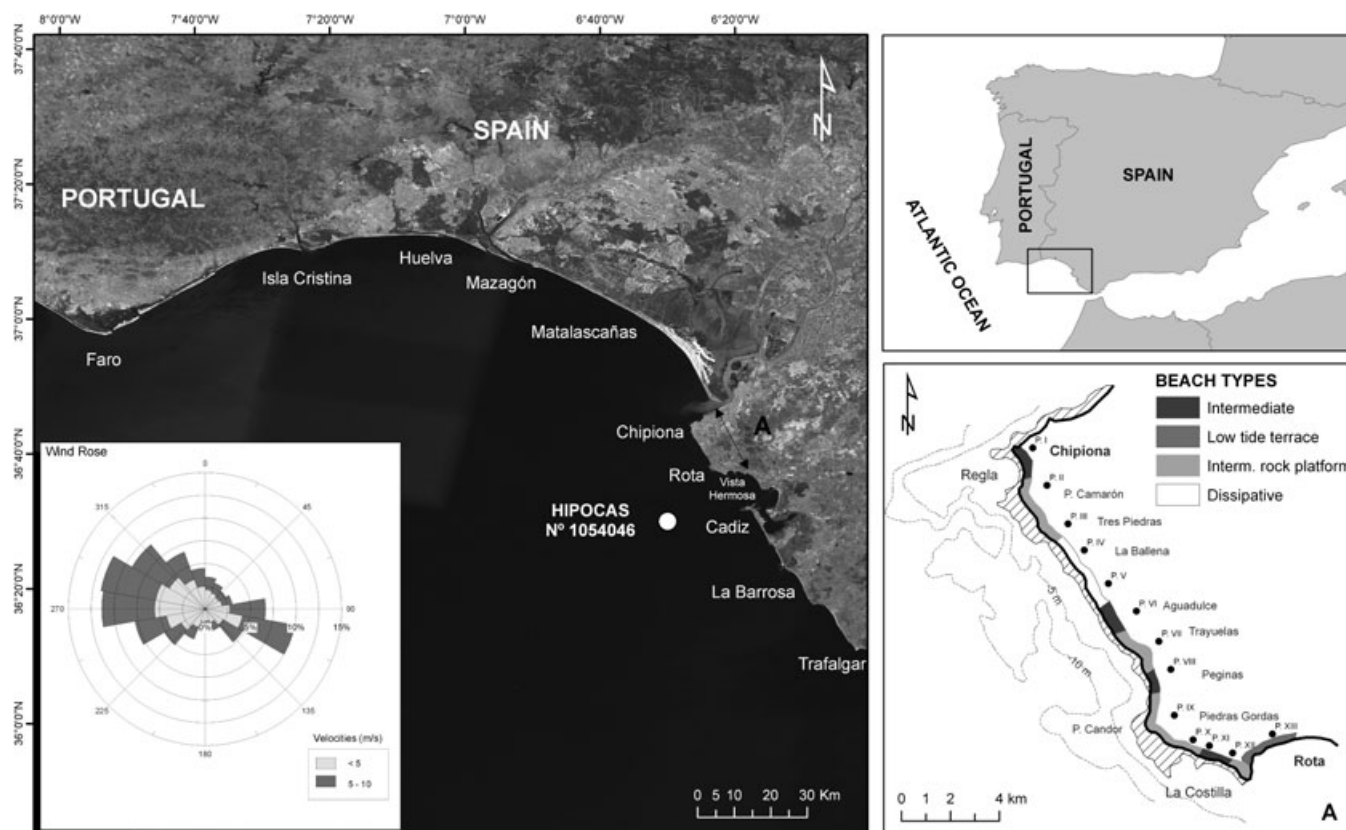 8°0'0"W
7°40'0"W
7°20'0"W
7°0'0"W
6°40'0"W
6°20'0"W
37°40'0"N
37°20'0"N
37°0'0"N
36°40'0"N
36°20'0"N
36°0'0"N
SPAIN
PORTUGAL
N
Isla Cristina
Huelva
Mazagón
Matalascañas
Faro
Chipiona
A
Rota
Vista
Hermosa
HIPOCAS
Nº 1054046
Cadiz
La Barrosa
Trafalgar
0 5 10 20 30 Km
Wind Rose
0
45
90
135
180
225
270
315
0%
5%
10%
15%
Velocities (m/s)
< 5
5 - 10
PORTUGAL
SPAIN
ATLANTIC OCEAN
N
BEACH TYPES
Intermediate
Low tide terrace
Interm. rock platform
Dissipative
P. I
Chipiona
Regla
P. II
P. Camarón
P. III
Tres Piedras
P. IV
La Ballena
P. V
-5 m
P. VI
Aguadulce
P. VII
Trayuelas
P. VIII
Peginas
-10 m
P. IX
Piedras Gordas
P. Candor
P. X
P. XI
P. XII
P. XIII
Rota
La Costilla
0 1 2 4 km
A